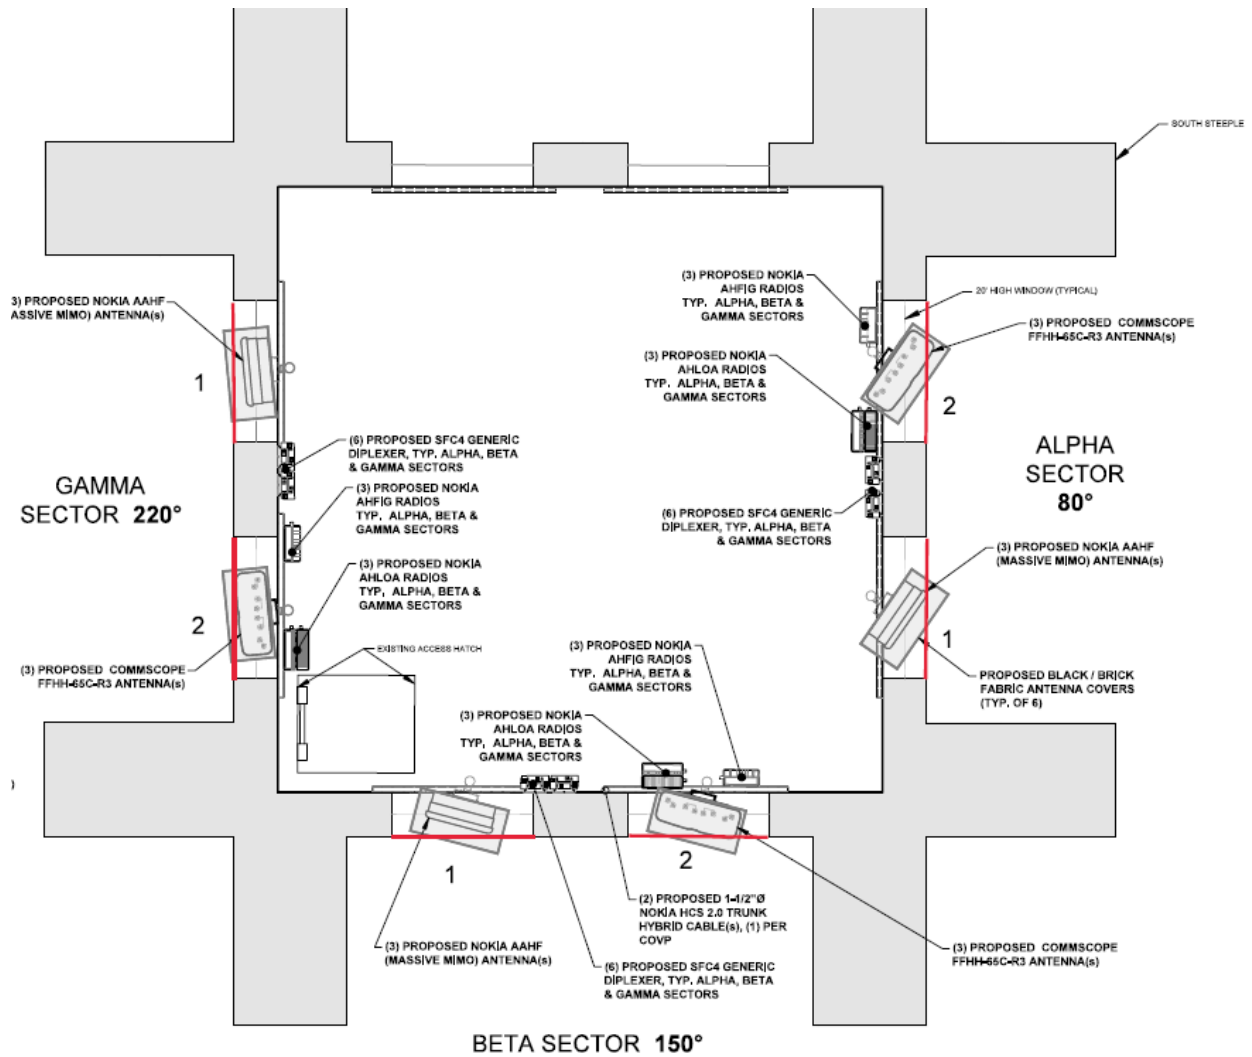 SOUTH STEEPLE
(3) PROPOSED NOKIA
AHFIG RADIOS
TYP. ALPHA, BETA &
GAMMA SECTORS
20' HIGH WINDOW (TYPICAL)
3) PROPOSED NOKIA AAHF
ASSIVE MIMO) ANTENNA(s)
(3) PROPOSED COMMSCOPE
FFHH-65C-R3 ANTENNA(s)
(3) PROPOSED NOKIA
AHLOA RADIOS
TYP. ALPHA, BETA &
GAMMA SECTORS
1
2
(6) PROPOSED SFC4 GENERIC
DIPLEXER, TYP. ALPHA, BETA
& GAMMA SECTORS
ALPHA
SECTOR
80°
GAMMA
SECTOR 220°
(3) PROPOSED NOKIA
AHFIG RADIOS
TYP. ALPHA, BETA &
GAMMA SECTORS
(6) PROPOSED SFC4 GENERIC
DIPLEXER, TYP. ALPHA, BETA
& GAMMA SECTORS
(3) PROPOSED NOKIA AAHF
(MASSIVE MIMO) ANTENNA(s)
(3) PROPOSED NOKIA
AHLOA RADIOS
TYP. ALPHA, BETA &
GAMMA SECTORS
2
1
(3) PROPOSED COMMSCOPE
FFHH-65C-R3 ANTENNA(s)
EXISTING ACCESS HATCH
(3) PROPOSED NOKIA
AHFIG RADIOS
TYP. ALPHA, BETA &
GAMMA SECTORS
PROPOSED BLACK / BRICK
FABRIC ANTENNA COVERS
(TYP. OF 6)
(3) PROPOSED NOKIA
AHLOA RADIOS
TYP. ALPHA, BETA &
GAMMA SECTORS
)
1
2
(2) PROPOSED 1-1/2"Ø
NOKIA HCS 2.0 TRUNK
HYBRID CABLE(s), (1) PER
COVP
(3) PROPOSED NOKIA AAHF
(MASSIVE MIMO) ANTENNA(s)
(3) PROPOSED COMMSCOPE
FFHH-65C-R3 ANTENNA(s)
(6) PROPOSED SFC4 GENERIC
DIPLEXER, TYP. ALPHA, BETA
& GAMMA SECTORS
BETA SECTOR 150°